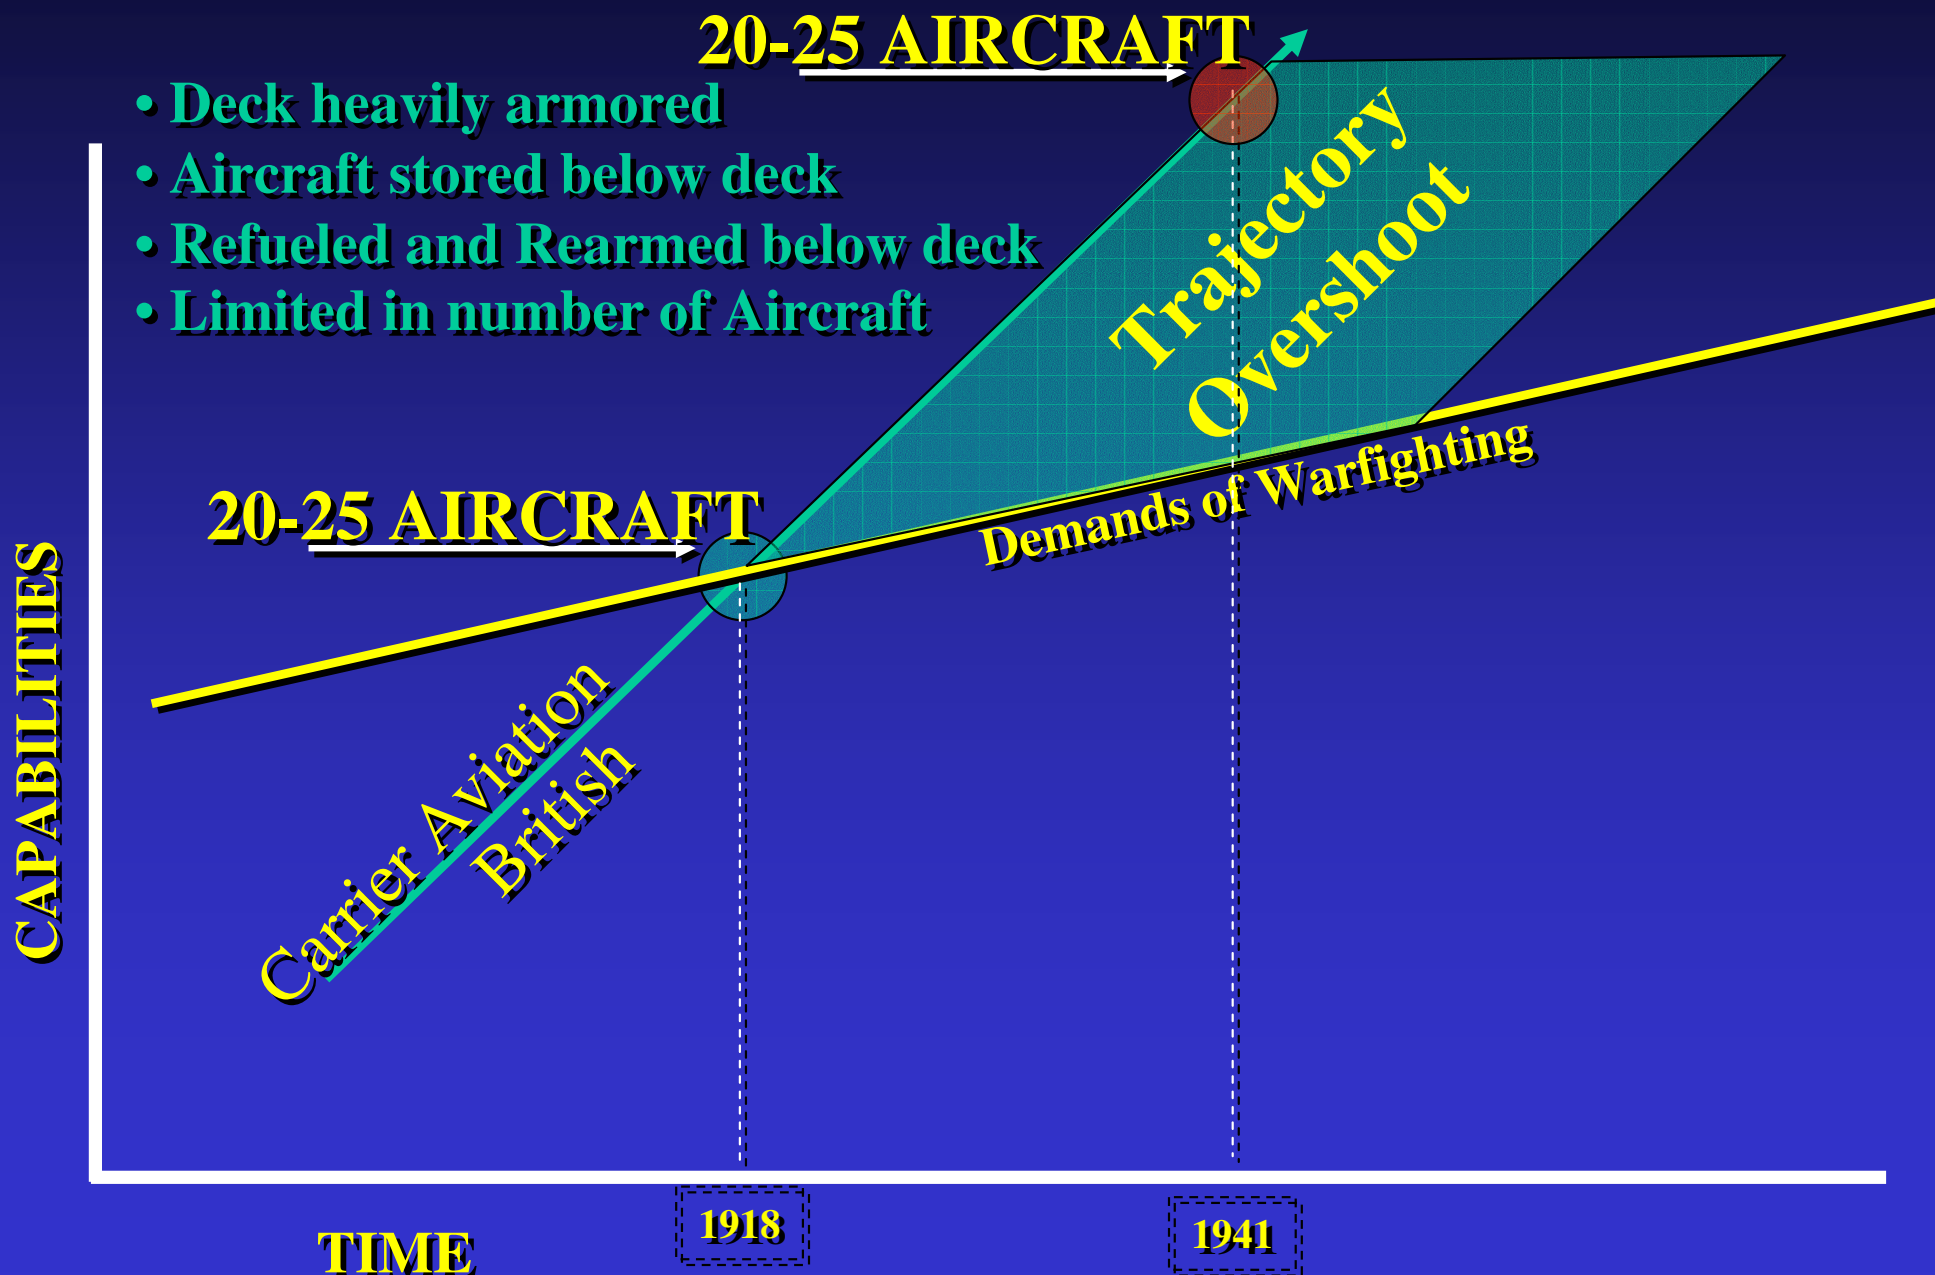 20-25 AIRCRAFT
• Deck heavily armored
• Aircraft stored below deck
• Refueled and Rearmed below deck
• Limited in number of Aircraft
Trajectory
Overshoot
20-25 AIRCRAFT
Demands of Warfighting
CAPABILITIES
Carrier Aviation
British
1918
1941
TIME